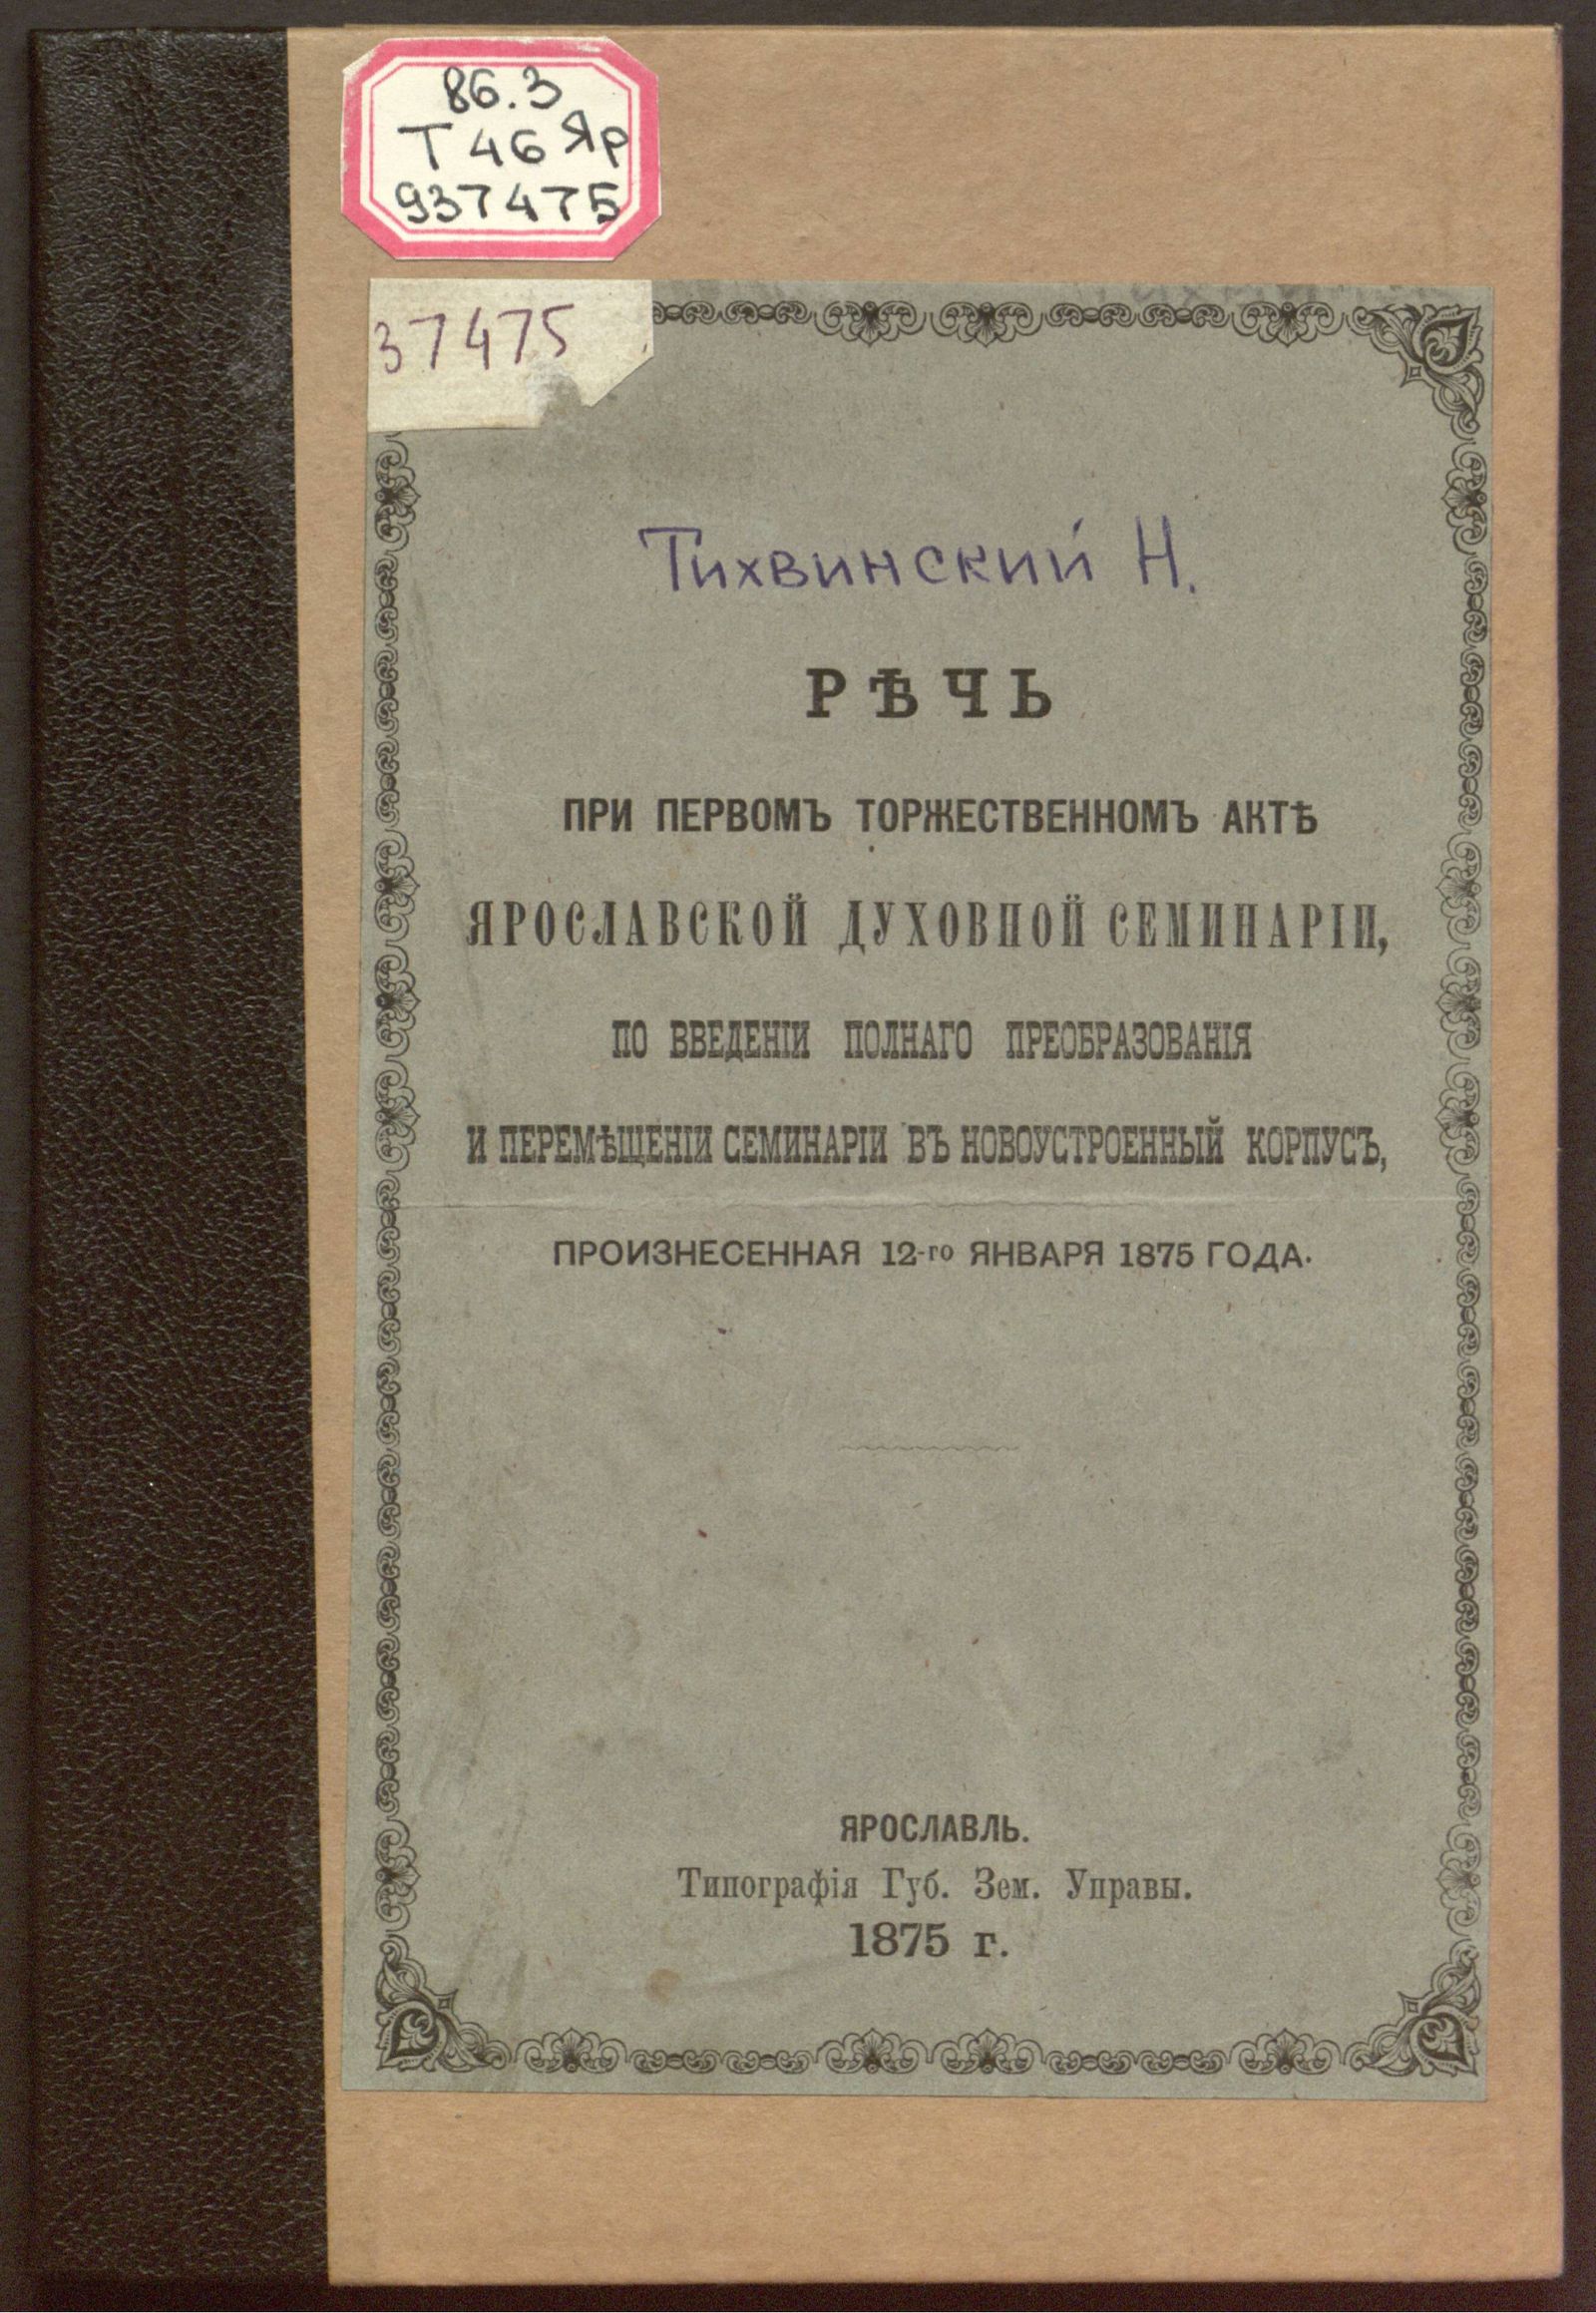 86.3
Т 46 Яр
937475
37475
Тихвинский Н.
РѢЧЬ
ПРИ ПЕРВОМЪ ТОРЖЕСТВЕННОМЪ АКТѢ
ЯРОСЛАВСКОЙ ДУХОВНОЙ СЕМИНАРІИ,
ПО ВВЕДЕНІИ ПОЛНАГО ПРЕОБРАЗОВАНІЯ
И ПЕРЕМѢЩЕНІИ СЕМИНАРІИ ВЪ НОВОУСТРОЕННЫЙ КОРПУСЪ,
ПРОИЗНЕСЕННАЯ 12-го ЯНВАРЯ 1875 ГОДА.
ЯРОСЛАВЛЬ.
Типографія Губ. Зем. Управы.
1875 г.